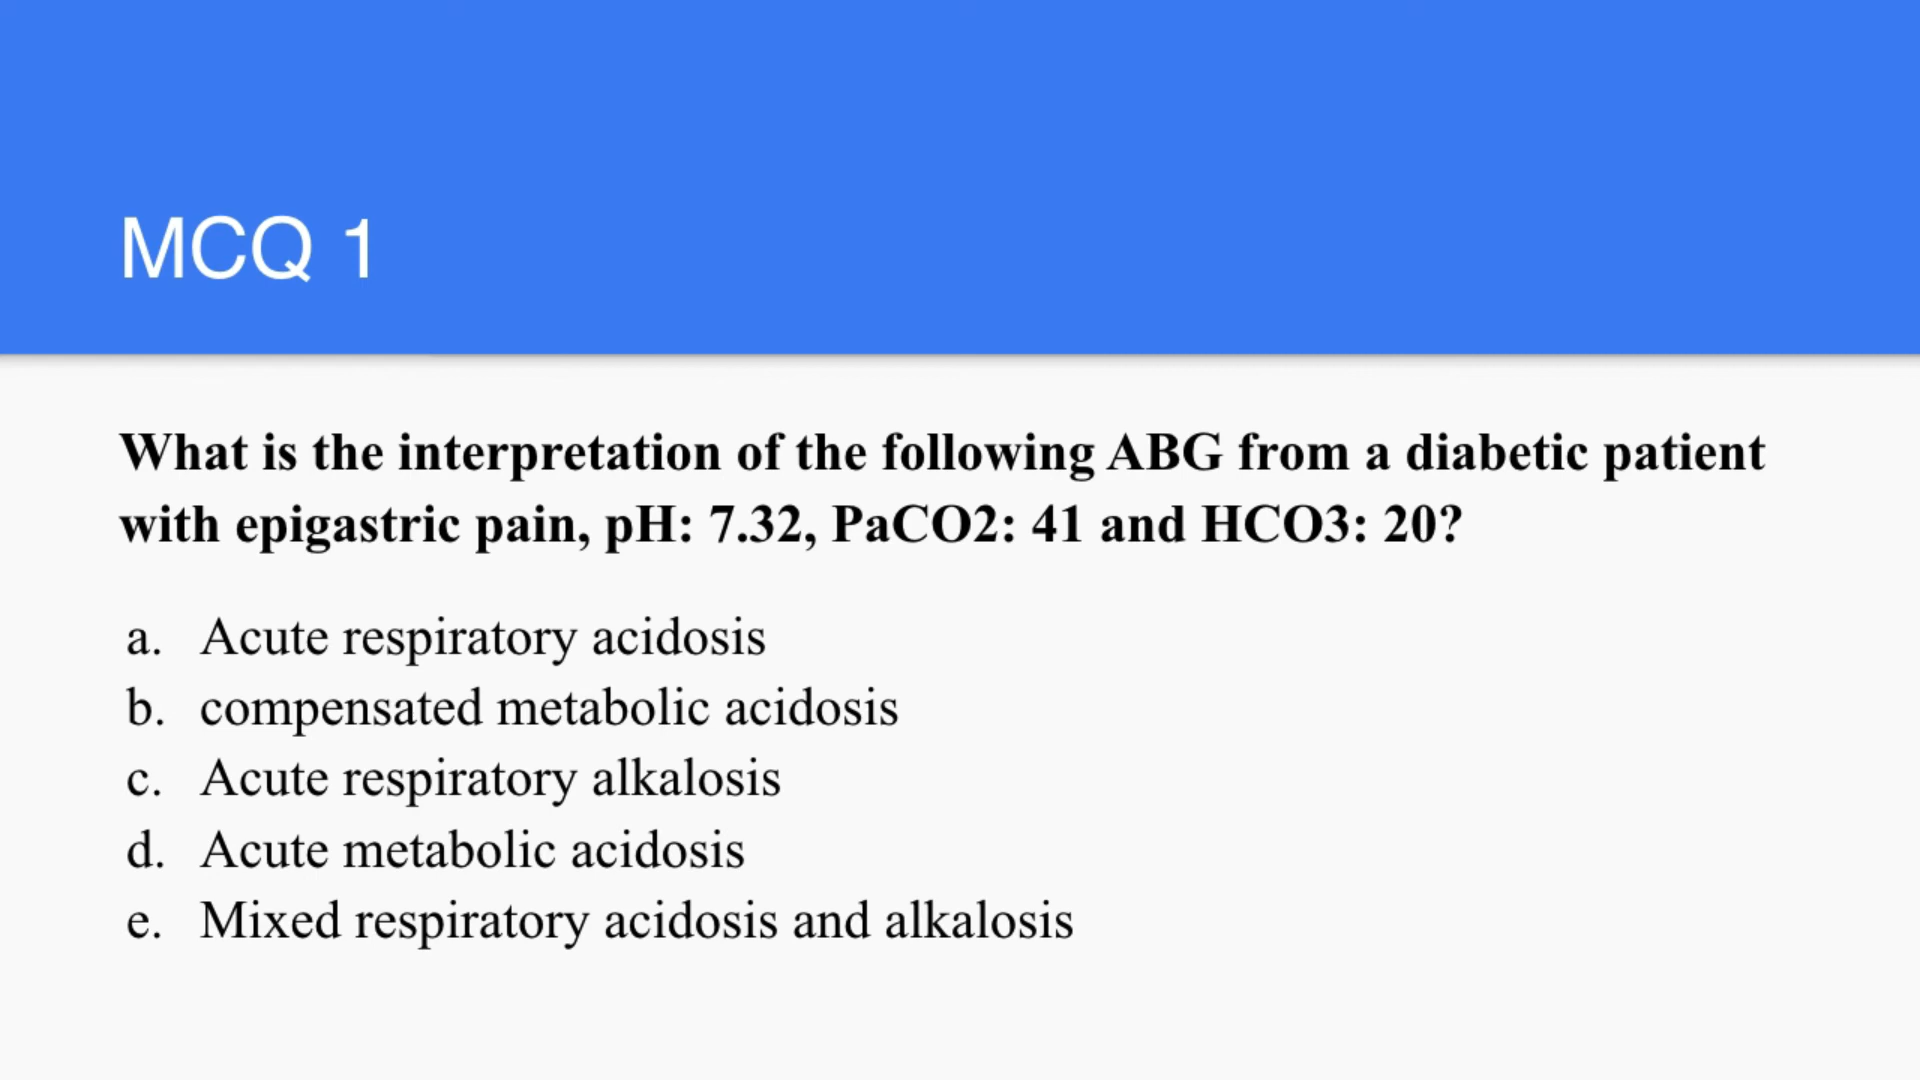 MCQ 1
What is the interpretation of the following ABG from a diabetic patient
with epigastric pain, pH: 7.32, PaCO2: 41 and HCO3: 20?
a. Acute respiratory acidosis
b. compensated metabolic acidosis
c. Acute respiratory alkalosis
d. Acute metabolic acidosis
e. Mixed respiratory acidosis and alkalosis